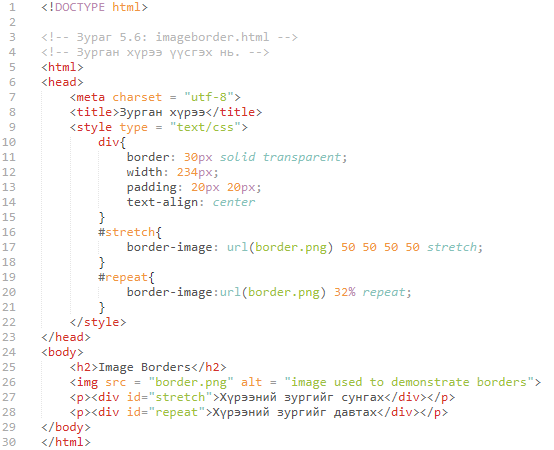 1 <!DOCTYPE html>
2
3 <!-- Зураг 5.6: imageborder.html -->
4 <!-- Зурган хүрээ үүсгэх нь. -->
5 <html>
6 <head>
7 <meta charset = "utf-8">
8 <title>Зурган хүрээ</title>
9 <style type = "text/css">
10 div{
11 border: 30px solid transparent;
12 width: 234px;
13 padding: 20px 20px;
14 text-align: center
15 }
16 #stretch{
17 border-image: url(border.png) 50 50 50 50 stretch;
18 }
19 #repeat{
20 border-image:url(border.png) 32% repeat;
21 }
22 </style>
23 </head>
24 <body>
25 <h2>Image Borders</h2>
26 <img src = "border.png" alt = "image used to demonstrate borders">
27 <p><div id="stretch">Хүрээний зургийг сунгах</div></p>
28 <p><div id="repeat">Хүрээний зургийг давтах</div></p>
29 </body>
30 </html>